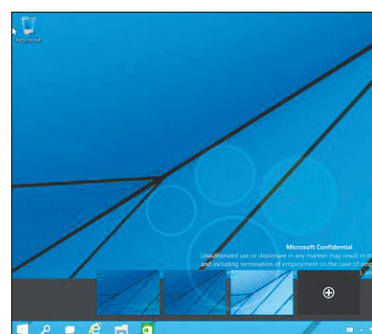 Recycle Bin
Microsoft Confidential
Unauthorized use or disclosure in any manner may result in
and including termination of employment (in the case of emp